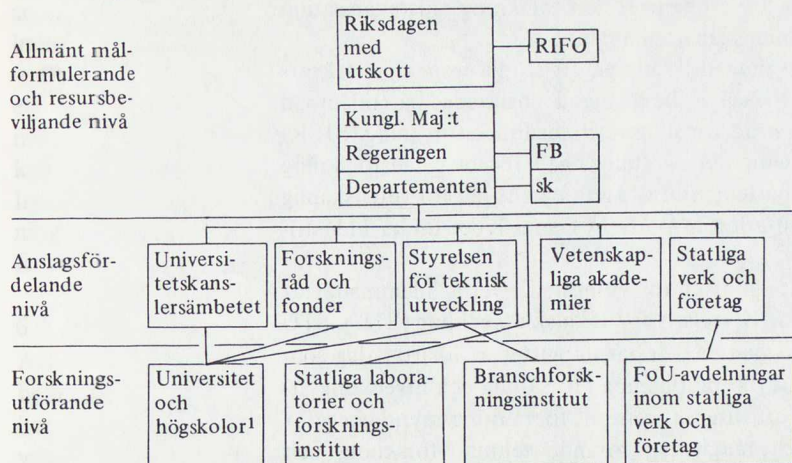 Allmänt mål-
formulerande
och resursbe-
viljande nivå
Riksdagen
med
utskott
RIFO
Kungl. Maj:t
Regeringen
Departementen
FB
sk
Anslagsför-
delande
nivå
Universi-
tetskans-
lersämbetet
Forsknings-
råd och
fonder
Styrelsen
för teknisk
utveckling
Vetenskap-
liga akade-
mier
Statliga
verk och
företag
Forsknings-
utförande
nivå
Universitet
och
högskolor¹
Statliga labora-
torier och
forsknings-
institut
Branschforsk-
ningsinstitut
FoU-avdelningar
inom statliga
verk och
företag